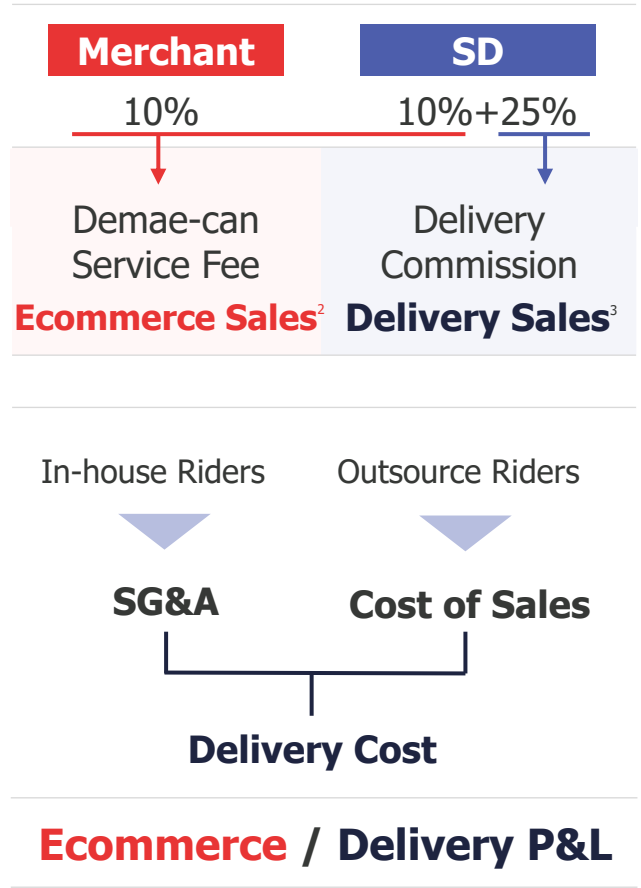 Merchant
SD
10%
10%+25%
Demae-can
Service Fee
Ecommerce Sales2
Delivery
Commission
Delivery Sales3
In-house Riders
Outsource Riders
SG&A
Cost of Sales
Delivery Cost
Ecommerce / Delivery P&L